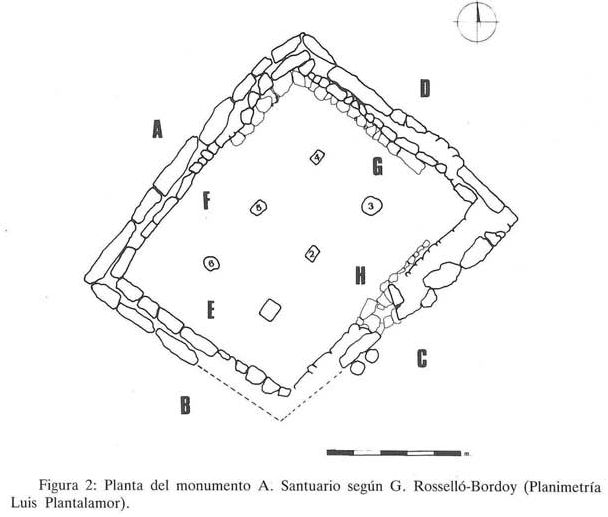 D
A
4
G
F
5
3
6
2
H
E
C
B
m.
Figura 2: Planta del monumento A. Santuario según G. Rosselló-Bordoy (Planimetría
Luis Plantalamor).